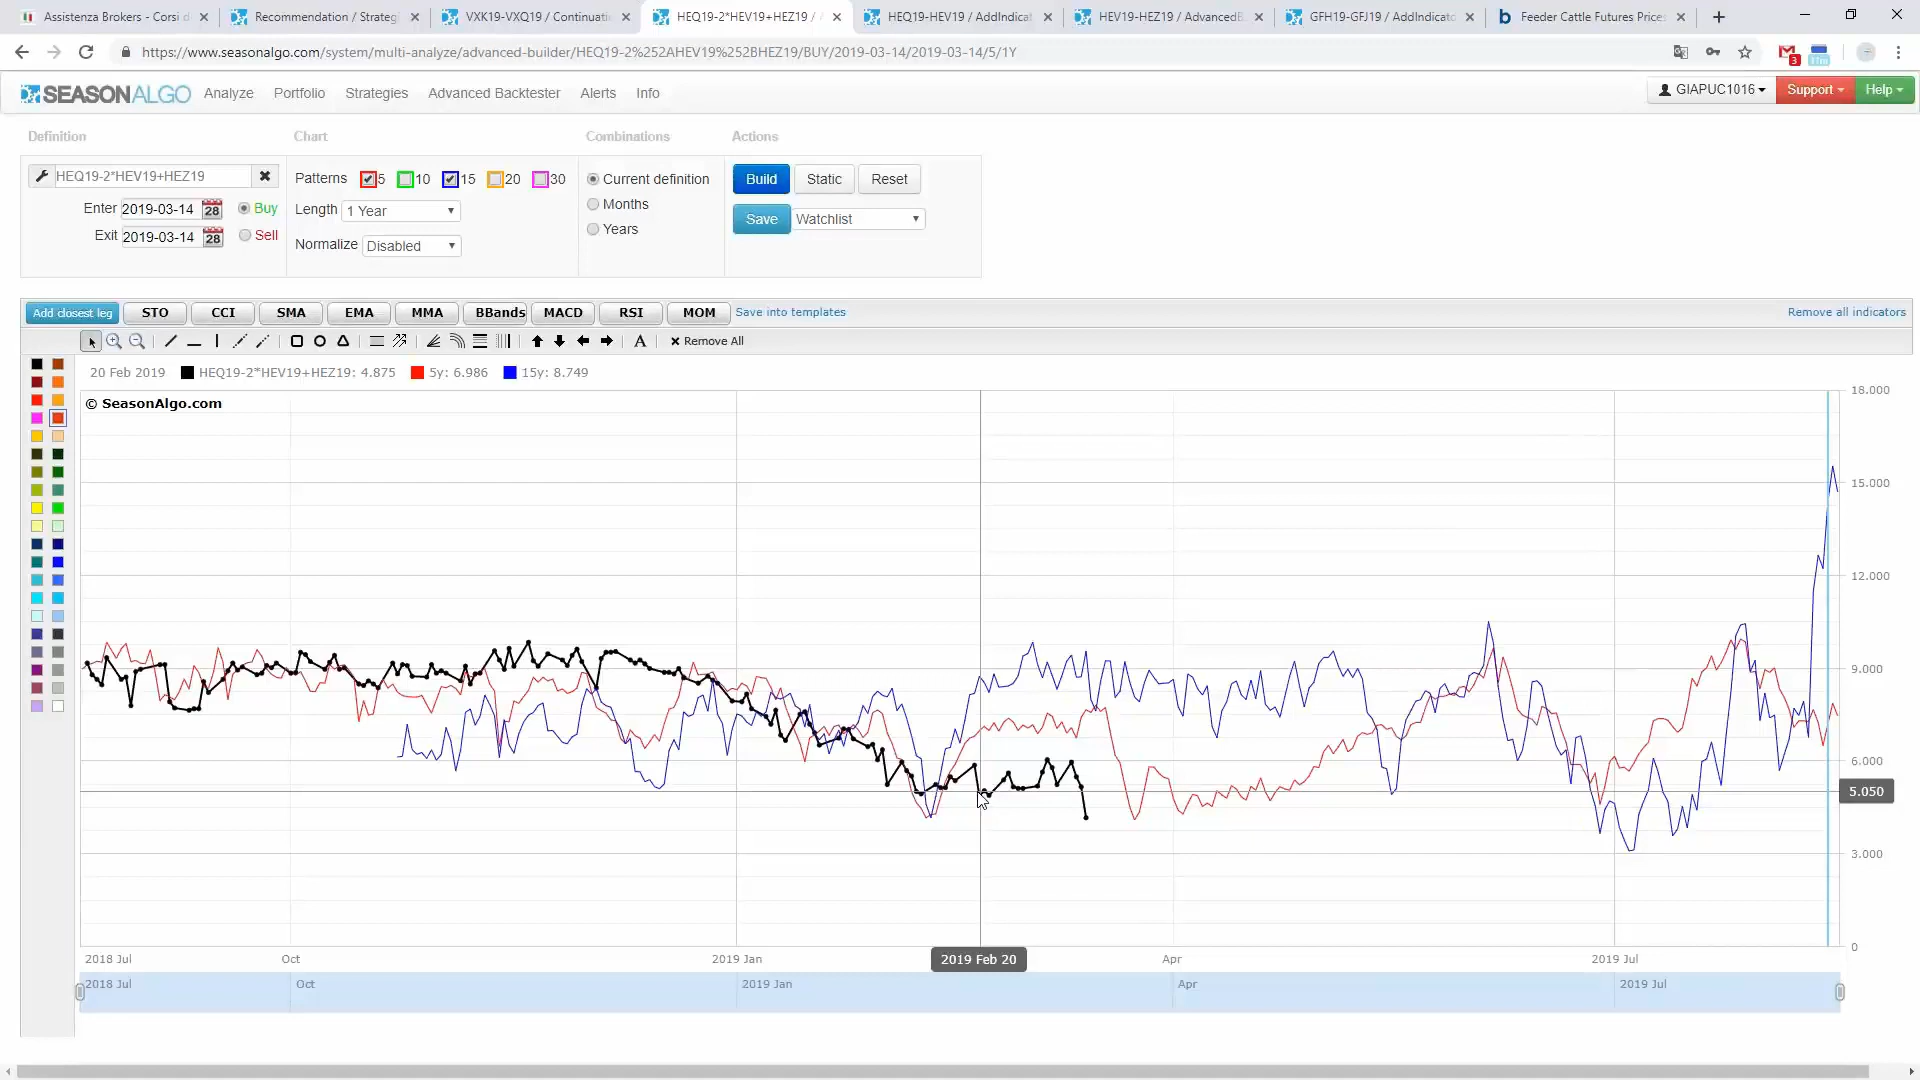 Assistenza Brokers - Corsi d
Recommendation / Strateg
VXK19-VXQ19 / Continuati
HEQ19-2*HEV19+HEZ19 / A
HEQ19-HEV19 / AddIndicat
HEV19-HEZ19 / AdvancedB
GFH19-GFJ19 / AddIndicato
Feeder Cattle Futures Prices
https://www.seasonalgo.com/system/multi-analyze/advanced-builder/HEQ19-2%252AHEV19%252BHEZ19/BUY/2019-03-14/2019-03-14/5/1Y
3
SEASONALGO
Analyze
Portfolio
Strategies
Advanced Backtester
Alerts
Info
GIAPUC1016
Support
Help
Definition
Chart
Combinations
Actions
HEQ19-2*HEV19+HEZ19
Patterns
5
10
15
20
30
Current definition
Build
Static
Reset
Enter
2019-03-14
28
Buy
Length
1 Year
Months
Save
Watchlist
Exit
2019-03-14
28
Sell
Normalize
Disabled
Years
Add closest leg
STO
CCI
SMA
EMA
MMA
BBands
MACD
RSI
MOM
Save into templates
Remove all indicators
A
Remove All
20 Feb 2019
HEQ19-2*HEV19+HEZ19: 4.875
5y: 6.986
15y: 8.749
© SeasonAlgo.com
18.000
15.000
12.000
9.000
6.000
5.050
3.000
0
2018 Jul
Oct
2019 Jan
2019 Feb 20
Apr
2019 Jul
2018 Jul
Oct
2019 Jan
Apr
2019 Jul